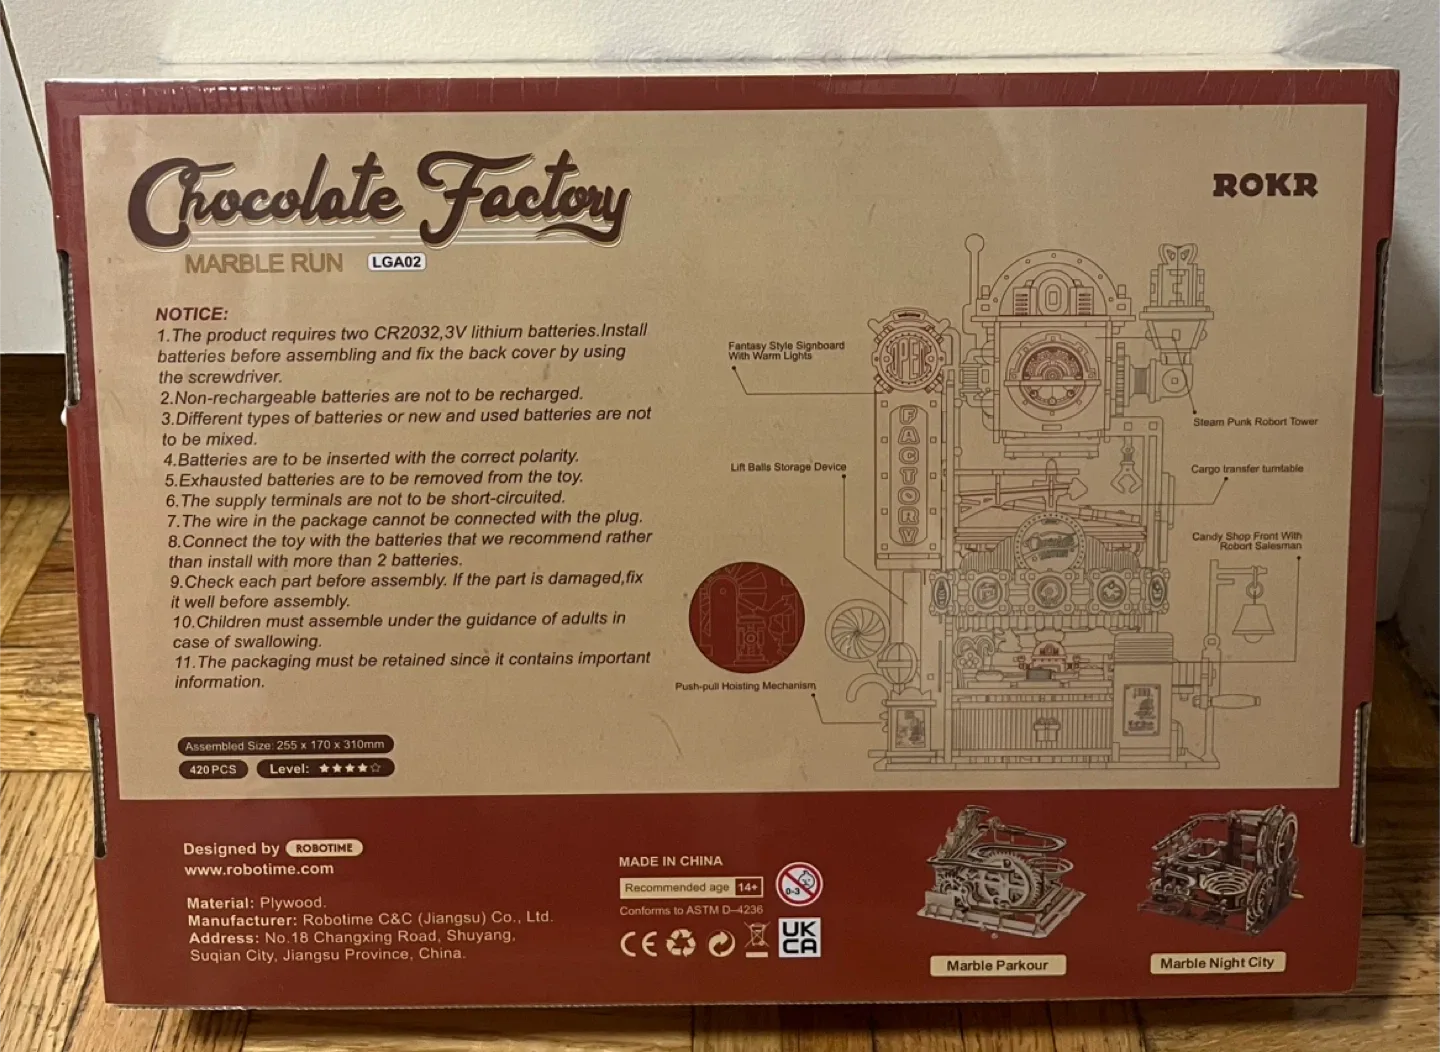 Chocolate Factory
MARBLE RUN LGA02
ROKR
NOTICE:
1.The product requires two CR2032,3V lithium batteries.Install
batteries before assembling and fix the back cover by using
the screwdriver.
2.Non-rechargeable batteries are not to be recharged.
3.Different types of batteries or new and used batteries are not
to be mixed.
4.Batteries are to be inserted with the correct polarity.
5.Exhausted batteries are to be removed from the toy.
6.The supply terminals are not to be short-circuited.
7.The wire in the package cannot be connected with the plug.
8.Connect the toy with the batteries that we recommend rather
than install with more than 2 batteries.
9.Check each part before assembly. If the part is damaged,fix
it well before assembly.
10.Children must assemble under the guidance of adults in
case of swallowing.
11.The packaging must be retained since it contains important
information.
Assembled Size: 255 x 170 x 310mm
420PCS Level: ★★★★☆
Fantasy Style Signboard
With Warm Lights
OPEN
FACTORY
Lift Balls Storage Device
Push-pull Hoisting Mechanism
Steam Punk Robort Tower
Cargo transfer turntable
Candy Shop Front With
Robort Salesman
Designed by ROBOTIME
www.robotime.com
Material: Plywood.
Manufacturer: Robotime C&C (Jiangsu) Co., Ltd.
Address: No.18 Changxing Road, Shuyang,
Suqian City, Jiangsu Province, China.
MADE IN CHINA
Recommended age 14+
Conforms to ASTM D-4236
0-3
CE
UK
CA
Marble Parkour
Marble Night City